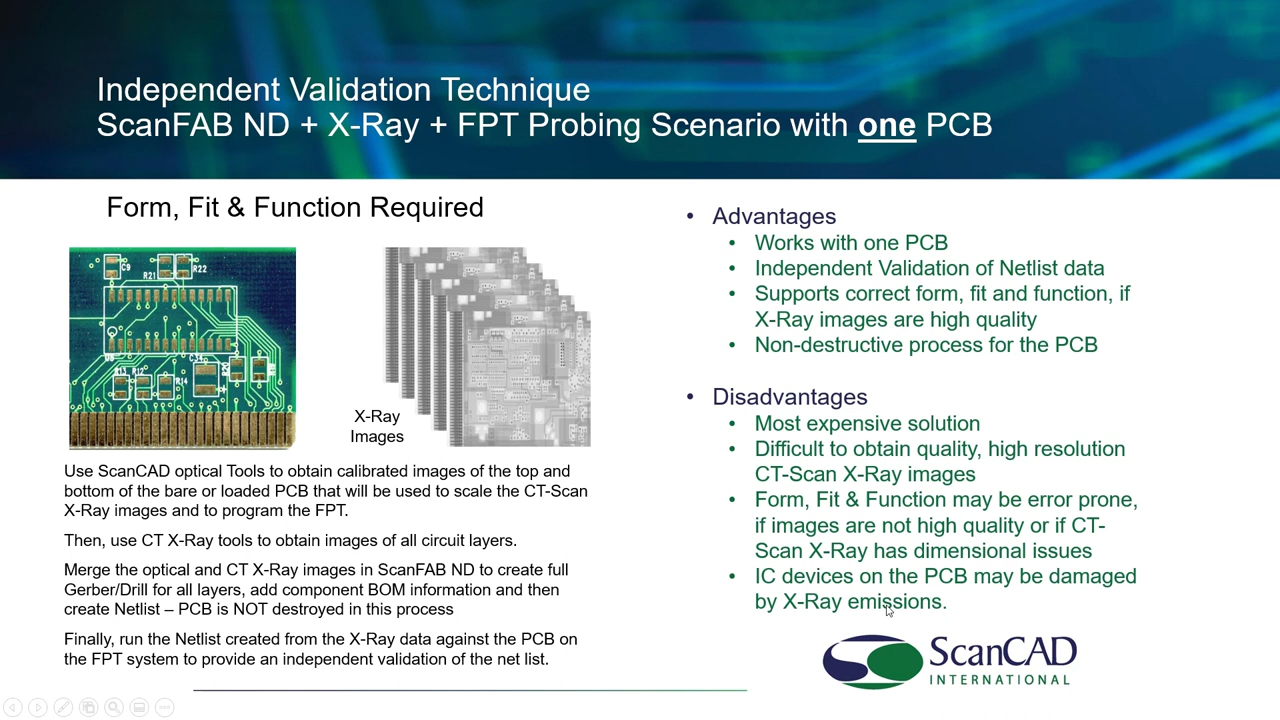 Independent Validation Technique
ScanFAB ND + X-Ray + FPT Probing Scenario with one PCB
Form, Fit & Function Required
C9
R21
R22
R13 R12
R14
C34
X-Ray
Images
Use ScanCAD optical Tools to obtain calibrated images of the top and
bottom of the bare or loaded PCB that will be used to scale the CT-Scan
X-Ray images and to program the FPT.
Then, use CT X-Ray tools to obtain images of all circuit layers.
Merge the optical and CT X-Ray images in ScanFAB ND to create full
Gerber/Drill for all layers, add component BOM information and then
create Netlist – PCB is NOT destroyed in this process
Finally, run the Netlist created from the X-Ray data against the PCB on
the FPT system to provide an independent validation of the net list.
• Advantages
• Works with one PCB
• Independent Validation of Netlist data
• Supports correct form, fit and function, if
X-Ray images are high quality
• Non-destructive process for the PCB
• Disadvantages
• Most expensive solution
• Difficult to obtain quality, high resolution
CT-Scan X-Ray images
• Form, Fit & Function may be error prone,
if images are not high quality or if CT-
Scan X-Ray has dimensional issues
• IC devices on the PCB may be damaged
by X-Ray emissions.
ScanCAD
INTERNATIONAL